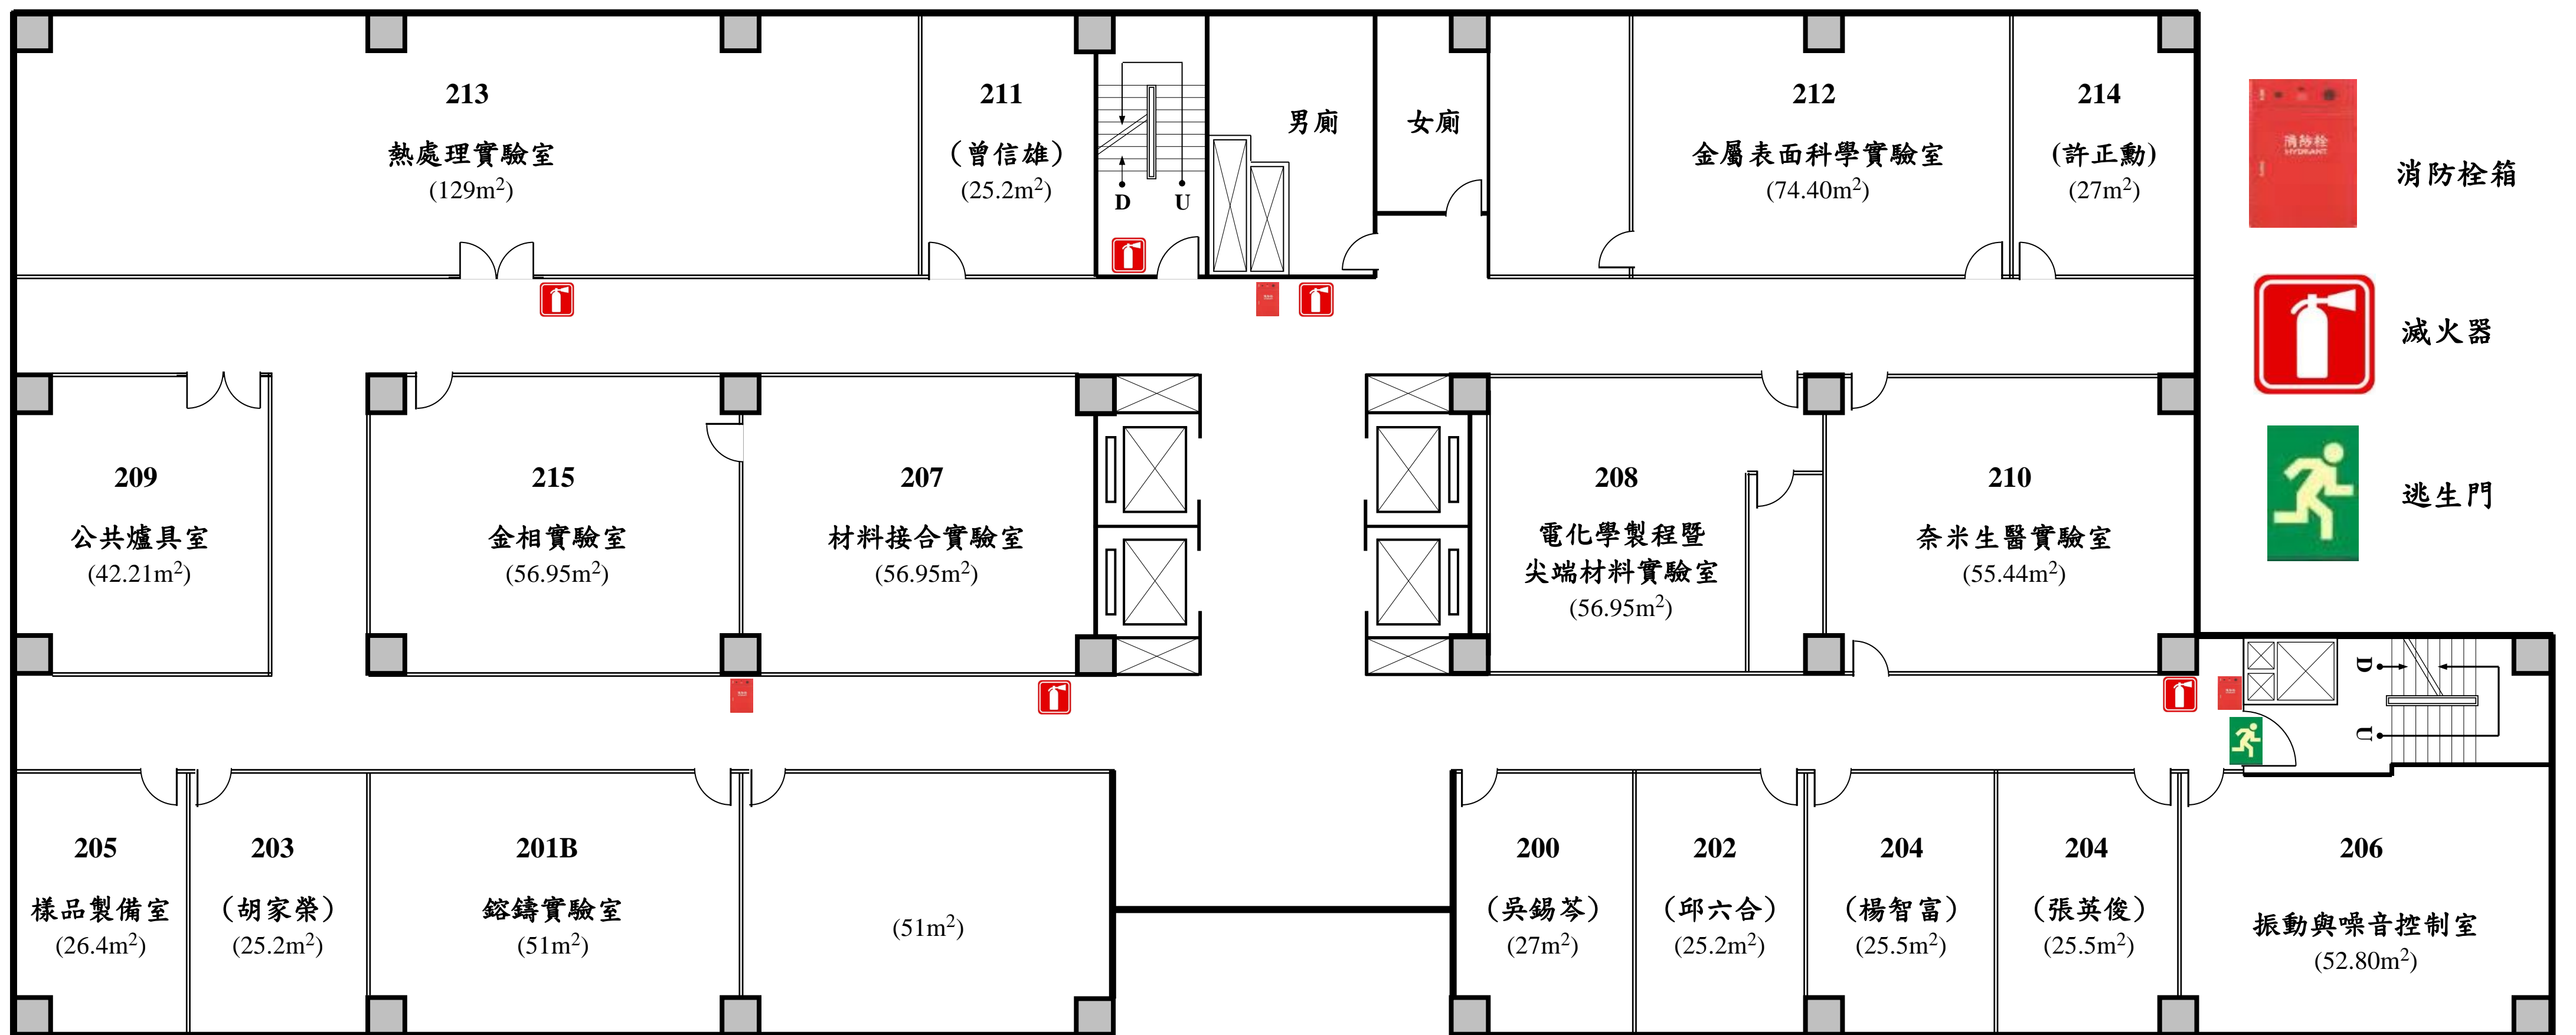 213
熱處理實驗室
(129m²)
211
(曾信雄)
(25.2m²)
D
U
男廁
女廁
212
金屬表面科學實驗室
(74.40m²)
214
(許正勳)
(27m²)
消防栓
HYDRANT
消防栓箱
滅火器
逃生門
209
公共爐具室
(42.21m²)
215
金相實驗室
(56.95m²)
207
材料接合實驗室
(56.95m²)
208
電化學製程暨
尖端材料實驗室
(56.95m²)
210
奈米生醫實驗室
(55.44m²)
D
U
205
樣品製備室
(26.4m²)
203
(胡家榮)
(25.2m²)
201B
鎔鑄實驗室
(51m²)
(51m²)
200
(吳錫芩)
(27m²)
202
(邱六合)
(25.2m²)
204
(楊智富)
(25.5m²)
204
(張英俊)
(25.5m²)
206
振動與噪音控制室
(52.80m²)